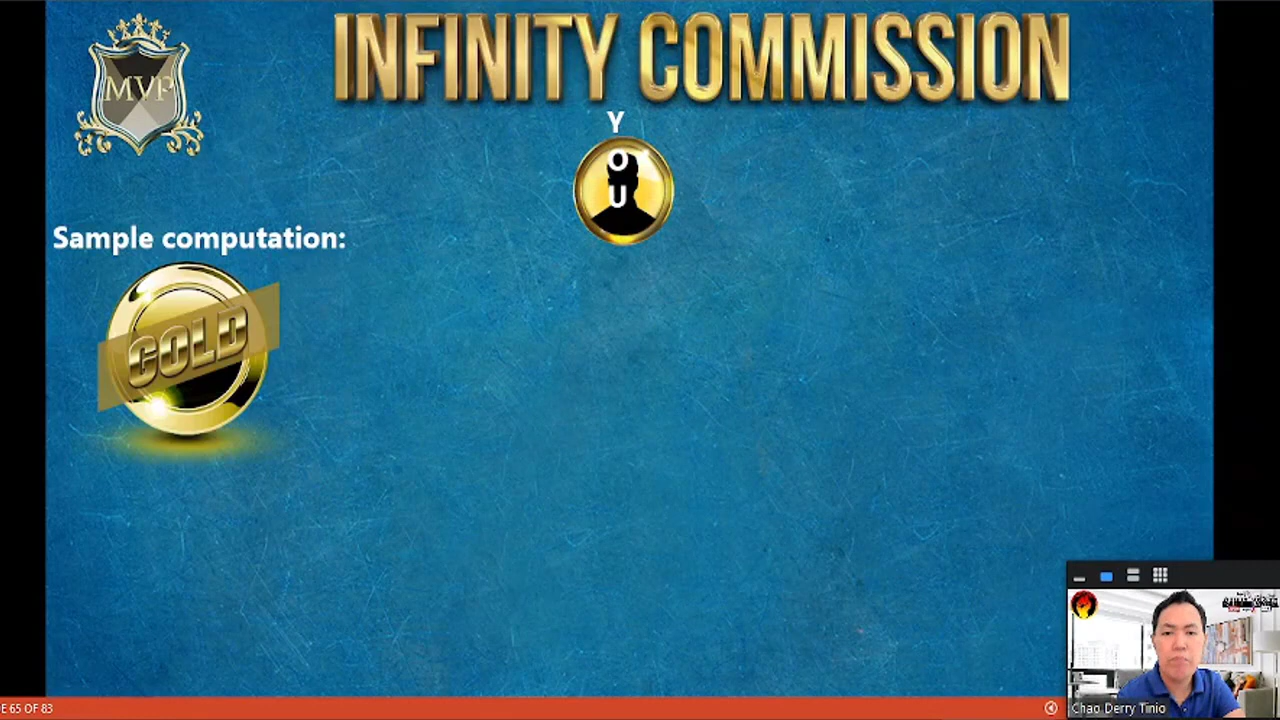 INFINITY COMMISSION
MVP
Y
O
U
Sample computation:
GOLD
E 65 OF 83
Chao Derry Tinio